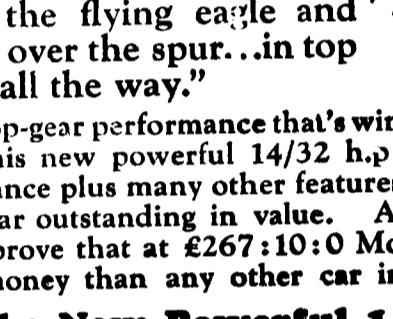 the flying eagle and
over the spur...in top
all the way."
p-gear performance that's win
his new powerful 14/32 h.p
ance plus many other feature
ar outstanding in value. A
prove that at £267:10:0 Mo
money than any other car in